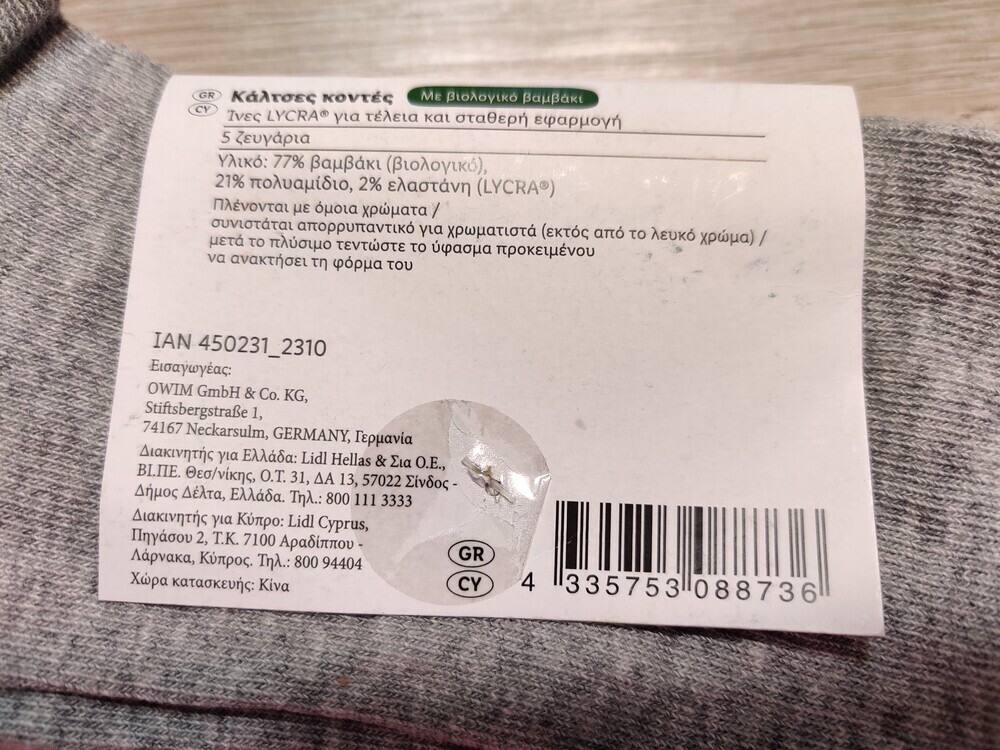 GR
CY
Κάλτσες κοντές Με βιολογικό βαμβάκι
Ίνες LYCRA® για τέλεια και σταθερή εφαρμογή
5 ζευγάρια
Υλικό: 77% βαμβάκι (βιολογικό),
21% πολυαμίδιο, 2% ελαστάνη (LYCRA®)
Πλένονται με όμοια χρώματα /
συνιστάται απορρυπαντικό για χρωματιστά (εκτός από το λευκό χρώμα) /
μετά το πλύσιμο τεντώστε το ύφασμα προκειμένου
να ανακτήσει τη φόρμα του
IAN 450231_2310
Εισαγωγέας:
OWIM GmbH & Co. KG,
Stiftsbergstraße 1,
74167 Neckarsulm, GERMANY, Γερμανία
Διακινητής για Ελλάδα: Lidl Hellas & Σια Ο.Ε.,
ΒΙ.ΠΕ. Θεσ/νίκης, Ο.Τ. 31, ΔΑ 13, 57022 Σίνδος -
Δήμος Δέλτα, Ελλάδα. Τηλ.: 800 111 3333
Διακινητής για Κύπρο: Lidl Cyprus,
Πηγάσου 2, Τ.Κ. 7100 Αραδίππου -
Λάρνακα, Κύπρος. Τηλ.: 800 94404
Χώρα κατασκευής: Κίνα
GR
CY
4 335753 088736